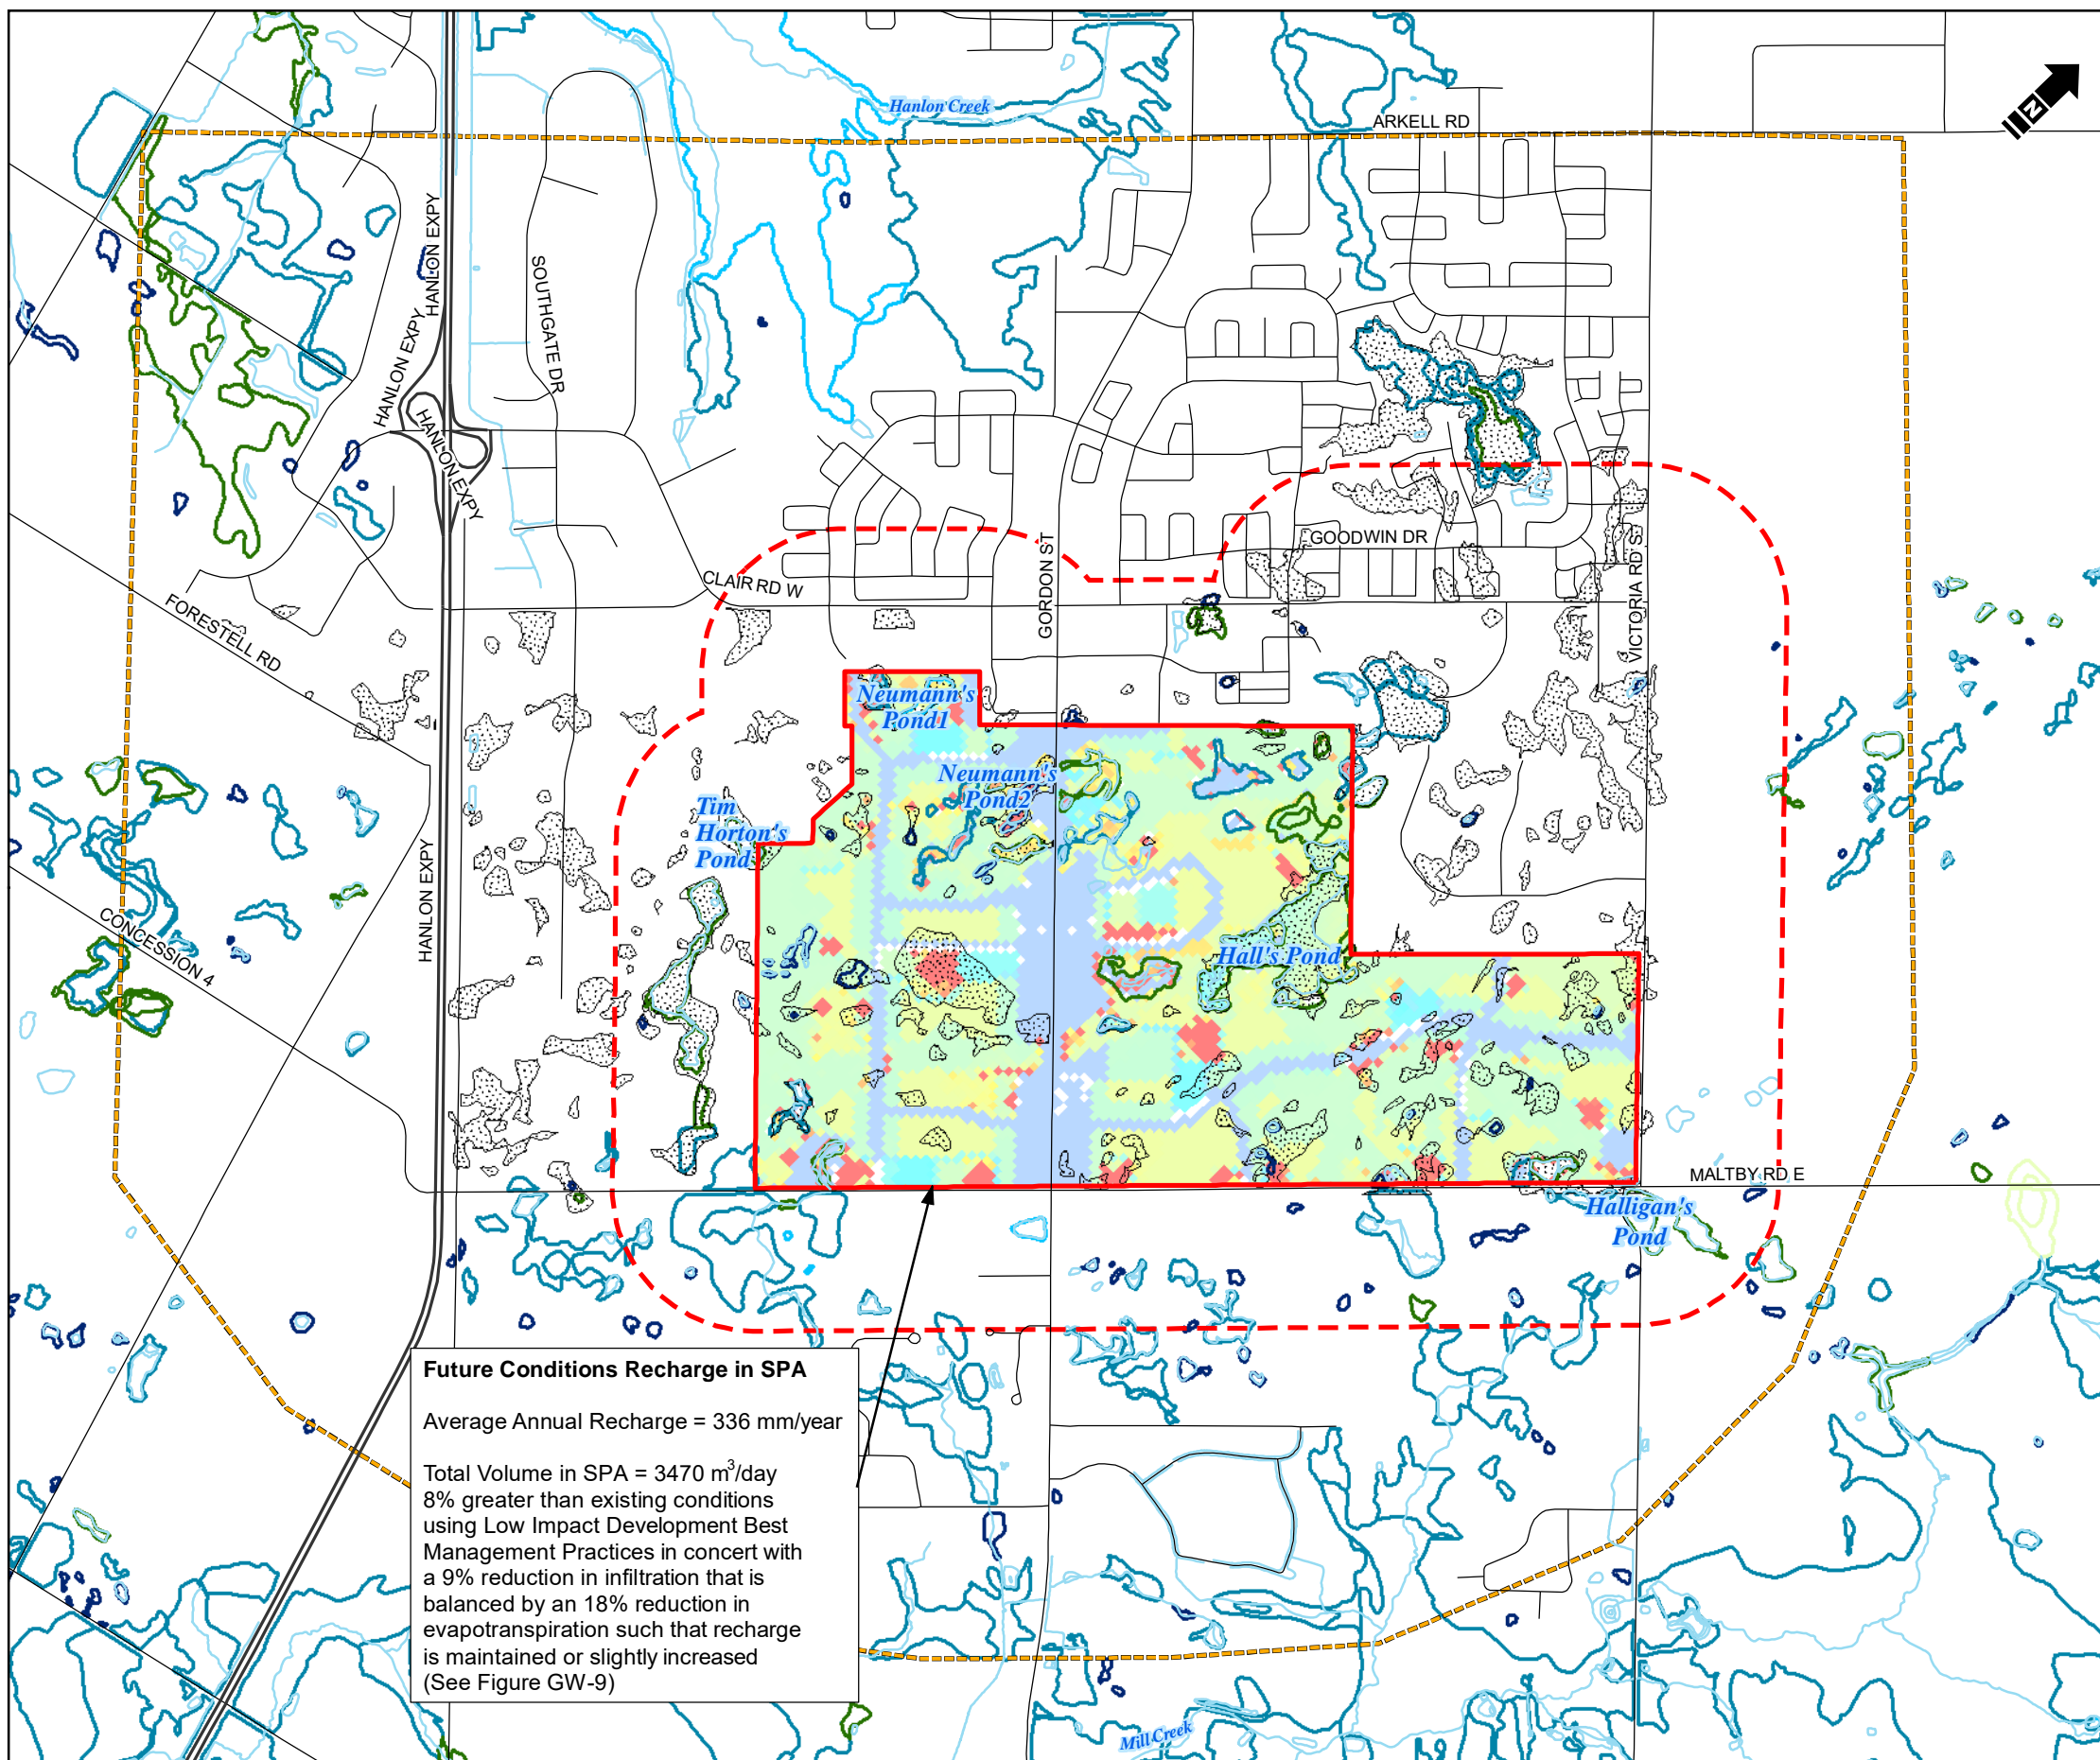 Hanlon Creek
ARKELL RD
N
HANLON EXPY
SOUTHGATE DR
HANLON EXPY
HANLON EXPY
GOODWIN DR
GORDON ST
VICTORIA RD S
CLAIR RD W
FORESTELL RD
Neumann's
Pond1
Neumann's
Pond2
Tim
Horton's
Pond
HANLON EXPY
CONCESSION 4
Hall's Pond
MALTBY RD E
Halligan's
Pond
Future Conditions Recharge in SPA
Average Annual Recharge = 336 mm/year
Total Volume in SPA = 3470 m³/day
8% greater than existing conditions
using Low Impact Development Best
Management Practices in concert with
a 9% reduction in infiltration that is
balanced by an 18% reduction in
evapotranspiration such that recharge
is maintained or slightly increased
(See Figure GW-9)
Mill Creek